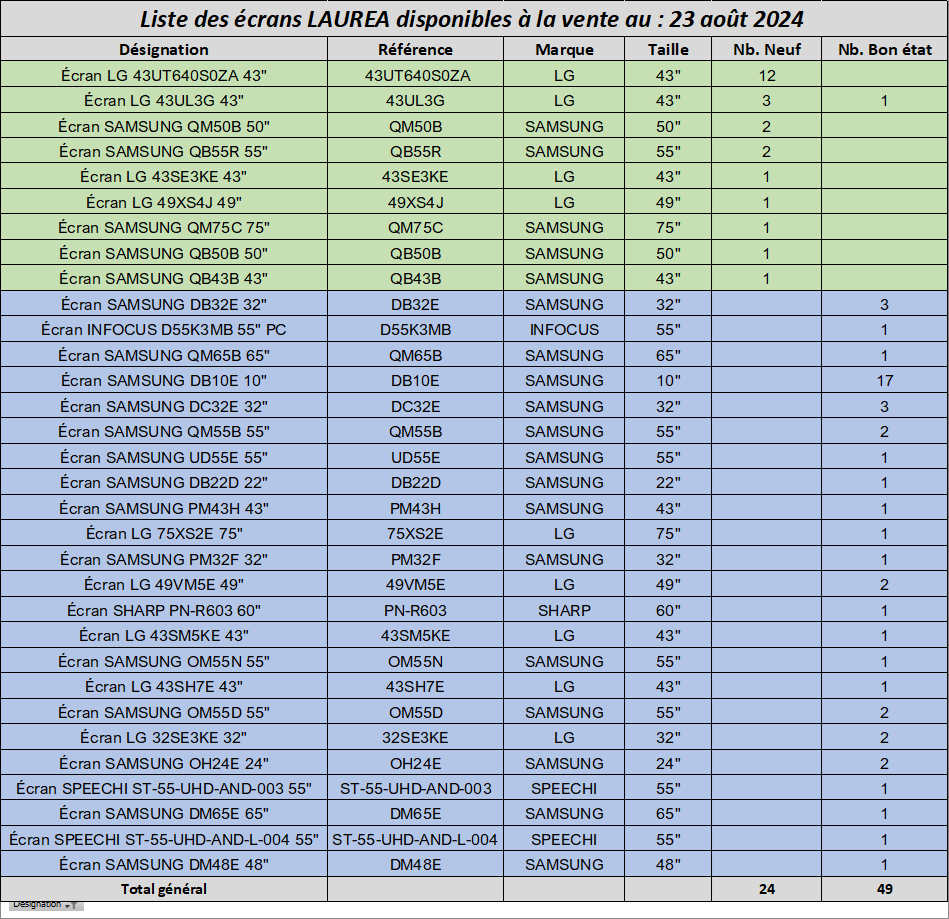 Liste des écrans LAUREA disponibles à la vente au : 23 août 2024
Désignation Référence Marque Taille Nb. Neuf Nb. Bon état
Écran LG 43UT640S0ZA 43" 43UT640S0ZA LG 43" 12
Écran LG 43UL3G 43" 43UL3G LG 43" 3 1
Écran SAMSUNG QM50B 50" QM50B SAMSUNG 50" 2
Écran SAMSUNG QB55R 55" QB55R SAMSUNG 55" 2
Écran LG 43SE3KE 43" 43SE3KE LG 43" 1
Écran LG 49XS4J 49" 49XS4J LG 49" 1
Écran SAMSUNG QM75C 75" QM75C SAMSUNG 75" 1
Écran SAMSUNG QB50B 50" QB50B SAMSUNG 50" 1
Écran SAMSUNG QB43B 43" QB43B SAMSUNG 43" 1
Écran SAMSUNG DB32E 32" DB32E SAMSUNG 32" 3
Écran INFOCUS D55K3MB 55" PC D55K3MB INFOCUS 55" 1
Écran SAMSUNG QM65B 65" QM65B SAMSUNG 65" 1
Écran SAMSUNG DB10E 10" DB10E SAMSUNG 10" 17
Écran SAMSUNG DC32E 32" DC32E SAMSUNG 32" 3
Écran SAMSUNG QM55B 55" QM55B SAMSUNG 55" 2
Écran SAMSUNG UD55E 55" UD55E SAMSUNG 55" 1
Écran SAMSUNG DB22D 22" DB22D SAMSUNG 22" 1
Écran SAMSUNG PM43H 43" PM43H SAMSUNG 43" 1
Écran LG 75XS2E 75" 75XS2E LG 75" 1
Écran SAMSUNG PM32F 32" PM32F SAMSUNG 32" 1
Écran LG 49VM5E 49" 49VM5E LG 49" 2
Écran SHARP PN-R603 60" PN-R603 SHARP 60" 1
Écran LG 43SM5KE 43" 43SM5KE LG 43" 1
Écran SAMSUNG OM55N 55" OM55N SAMSUNG 55" 1
Écran LG 43SH7E 43" 43SH7E LG 43" 1
Écran SAMSUNG OM55D 55" OM55D SAMSUNG 55" 2
Écran LG 32SE3KE 32" 32SE3KE LG 32" 2
Écran SAMSUNG OH24E 24" OH24E SAMSUNG 24" 2
Écran SPEECHI ST-55-UHD-AND-003 55" ST-55-UHD-AND-003 SPEECHI 55" 1
Écran SAMSUNG DM65E 65" DM65E SAMSUNG 65" 1
Écran SPEECHI ST-55-UHD-AND-L-004 55" ST-55-UHD-AND-L-004 SPEECHI 55" 1
Écran SAMSUNG DM48E 48" DM48E SAMSUNG 48" 1
Total général 24 49
Désignation